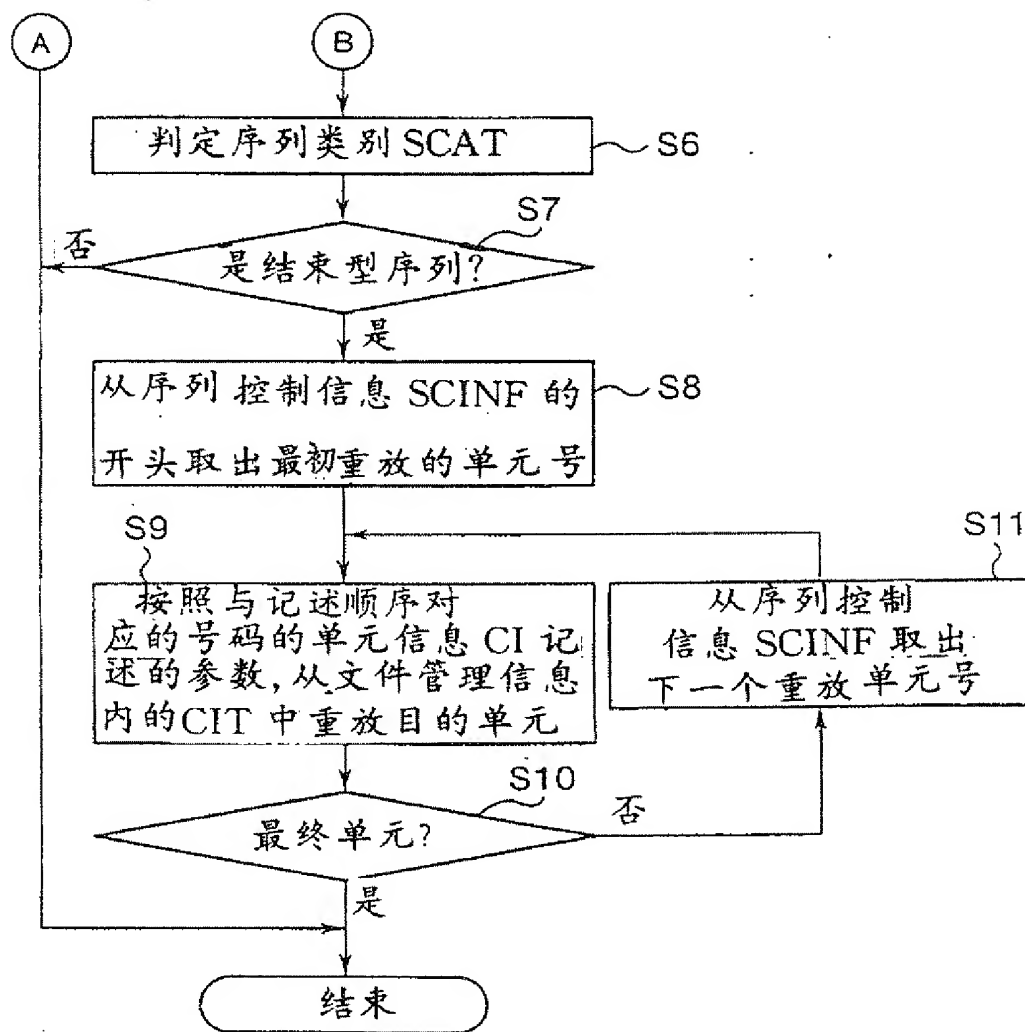 A
B
判定序列类别 SCAT
S6
S7
否
是结束型序列?
是
从序列控制信息 SCINF 的
开头取出最初重放的单元号
S8
S9
S11
按照与记述顺序对
应的号码的单元信息 CI 记
述的参数,从文件管理信息
内的CIT 中重放目的单元
从序列控制
信息 SCINF 取出
下一个重放单元号
S10
最终单元?
否
是
结束